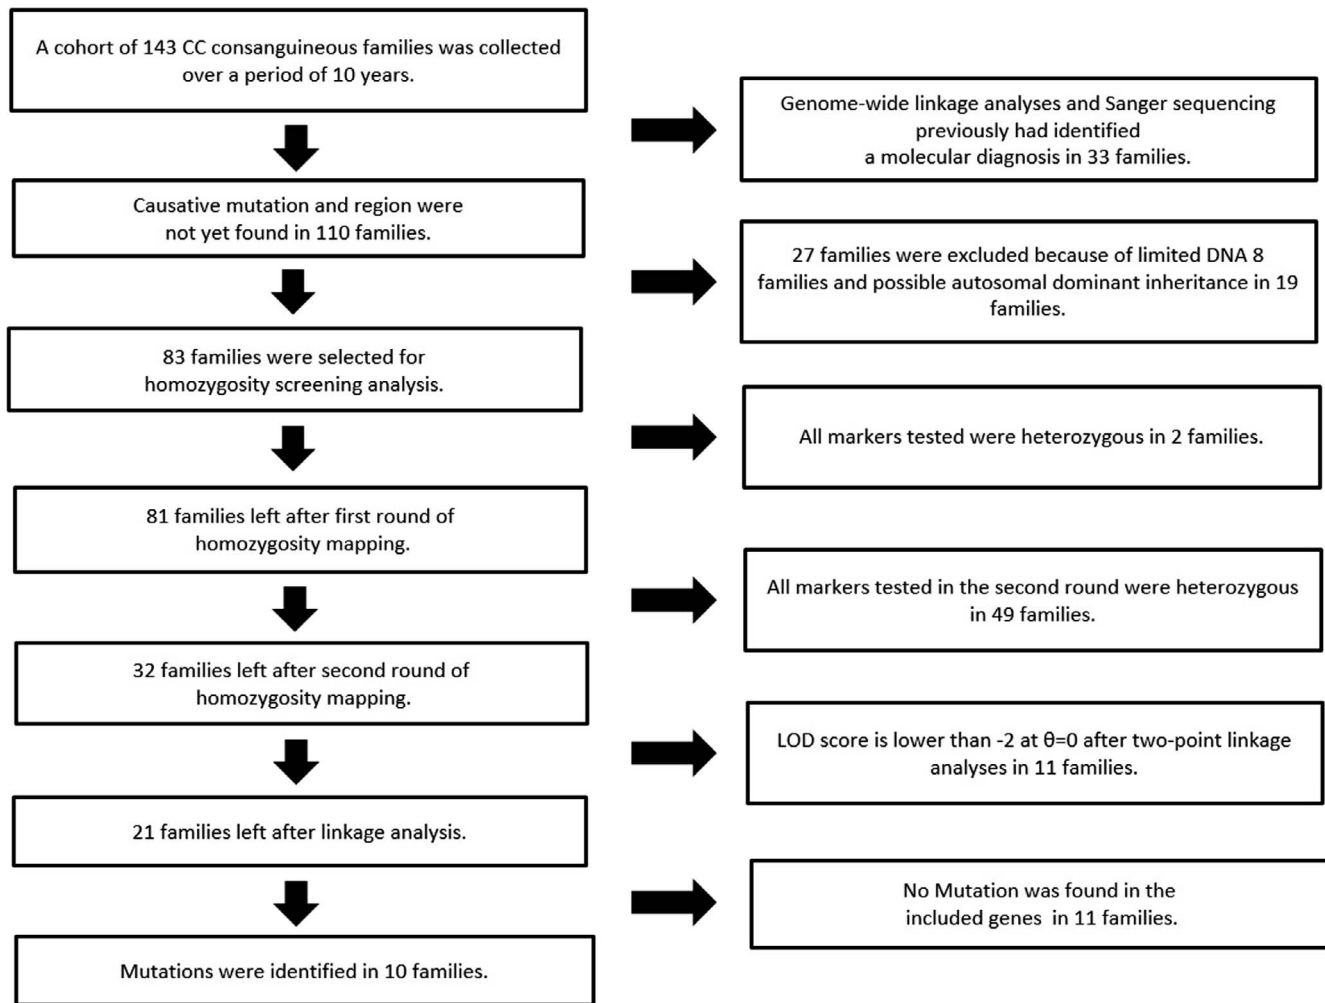 A cohort of 143 CC consanguineous families was collected
over a period of 10 years.
Genome-wide linkage analyses and Sanger sequencing
previously had identified
a molecular diagnosis in 33 families.
Causative mutation and region were
not yet found in 110 families.
27 families were excluded because of limited DNA 8
families and possible autosomal dominant inheritance in 19
families.
83 families were selected for
homozygosity screening analysis.
All markers tested were heterozygous in 2 families.
81 families left after first round of
homozygosity mapping.
All markers tested in the second round were heterozygous
in 49 families.
32 families left after second round of
homozygosity mapping.
LOD score is lower than -2 at θ=0 after two-point linkage
analyses in 11 families.
21 families left after linkage analysis.
No Mutation was found in the
included genes  in 11 families.
Mutations were identified in 10 families.